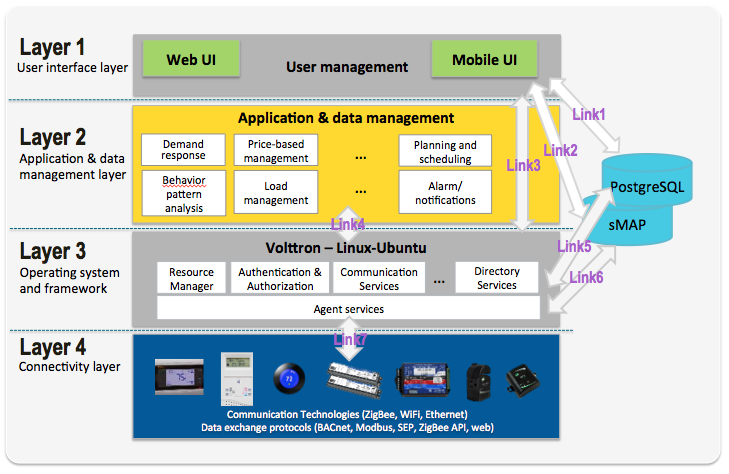 Layer 1
User interface layer
Web UI
User management
Mobile UI
Link1
Layer 2
Application & data
management layer
Application & data management
Demand
response
Price-based
management
...
Planning and
scheduling
Behavior
pattern
analysis
Load
management
...
Alarm/
notifications
Link2
Link3
PostgreSQL
sMAP
Link4
Layer 3
Operating system
and framework
Volttron – Linux-Ubuntu
Resource
Manager
Authentication &
Authorization
Communication
Services
...
Directory
Services
Agent services
Link5
Link6
Link7
Layer 4
Connectivity layer
75
Communication Technologies (ZigBee, WiFi, Ethernet)
Data exchange protocols (BACnet, Modbus, SEP, ZigBee API, web)